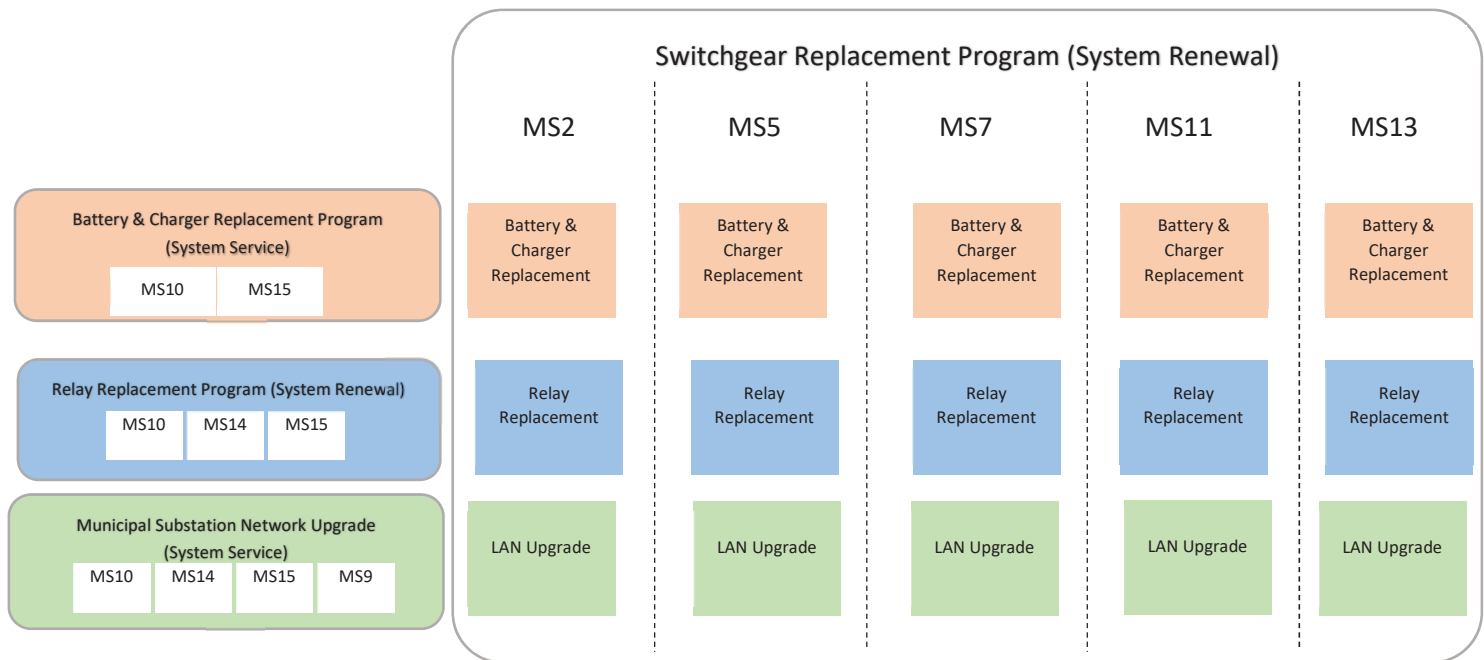 Switchgear Replacement Program (System Renewal)
MS2 MS5 MS7 MS11 MS13
Battery & Charger Replacement Program
(System Service)
MS10 MS15
Battery &
Charger
Replacement
Battery &
Charger
Replacement
Battery &
Charger
Replacement
Battery &
Charger
Replacement
Battery &
Charger
Replacement
Relay Replacement Program (System Renewal)
MS10 MS14 MS15
Relay
Replacement
Relay
Replacement
Relay
Replacement
Relay
Replacement
Relay
Replacement
Municipal Substation Network Upgrade
(System Service)
MS10 MS14 MS15 MS9
LAN Upgrade
LAN Upgrade
LAN Upgrade
LAN Upgrade
LAN Upgrade